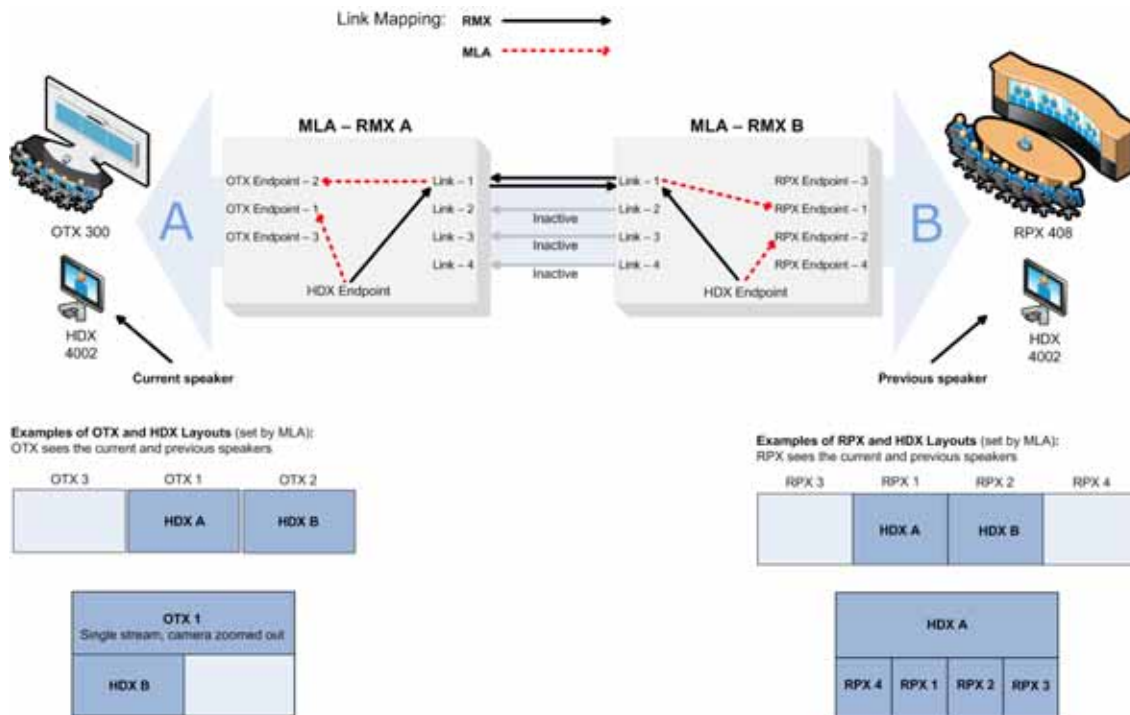 Link Mapping: RMX
MLA
MLA – RMX A
MLA – RMX B
OTX Endpoint – 2
Link – 1
Link – 1
RPX Endpoint – 3
OTX Endpoint – 1
Link – 2
Inactive
Link – 2
RPX Endpoint – 1
OTX Endpoint – 3
Link – 3
Inactive
Link – 3
RPX Endpoint – 2
Link – 4
Inactive
Link – 4
RPX Endpoint – 4
HDX Endpoint
HDX Endpoint
A
B
OTX 300
RPX 408
HDX
4002
HDX
4002
Current speaker
Previous speaker
Examples of OTX and HDX Layouts (set by MLA):
OTX sees the current and previous speakers
OTX 3
OTX 1
OTX 2
HDX A
HDX B
OTX 1
Single stream, camera zoomed out
HDX B
Examples of RPX and HDX Layouts (set by MLA):
RPX sees the current and previous speakers
RPX 3
RPX 1
RPX 2
RPX 4
HDX A
HDX B
HDX A
RPX 4
RPX 1
RPX 2
RPX 3